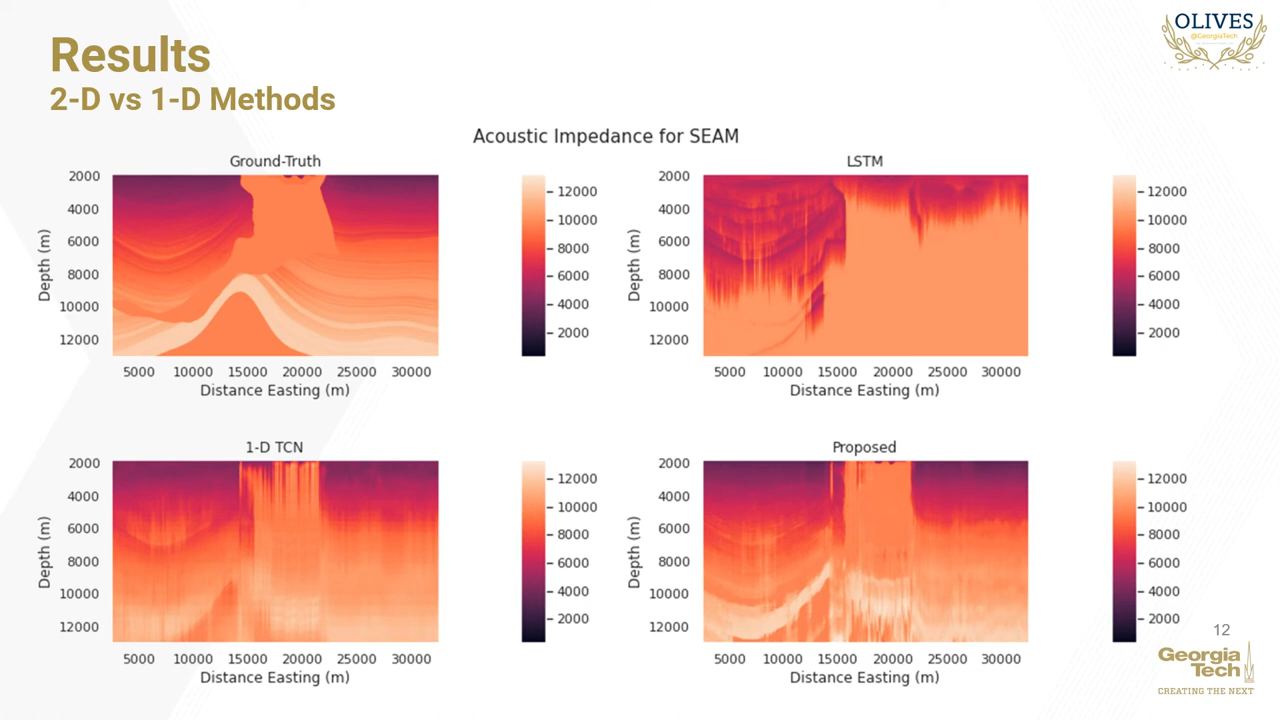 OLIVES
@GeorgiaTech
Results
2-D vs 1-D Methods
Acoustic Impedance for SEAM
Ground-Truth
2000
4000
6000
8000
10000
12000
Depth (m)
5000 10000 15000 20000 25000 30000
Distance Easting (m)
12000
10000
8000
6000
4000
2000
LSTM
2000
4000
6000
8000
10000
12000
Depth (m)
5000 10000 15000 20000 25000 30000
Distance Easting (m)
12000
10000
8000
6000
4000
2000
1-D TCN
2000
4000
6000
8000
10000
12000
Depth (m)
5000 10000 15000 20000 25000 30000
Distance Easting (m)
12000
10000
8000
6000
4000
2000
Proposed
2000
4000
6000
8000
10000
12000
Depth (m)
5000 10000 15000 20000 25000 30000
Distance Easting (m)
12000
10000
8000
6000
4000
2000
12
Georgia
Tech
CREATING THE NEXT